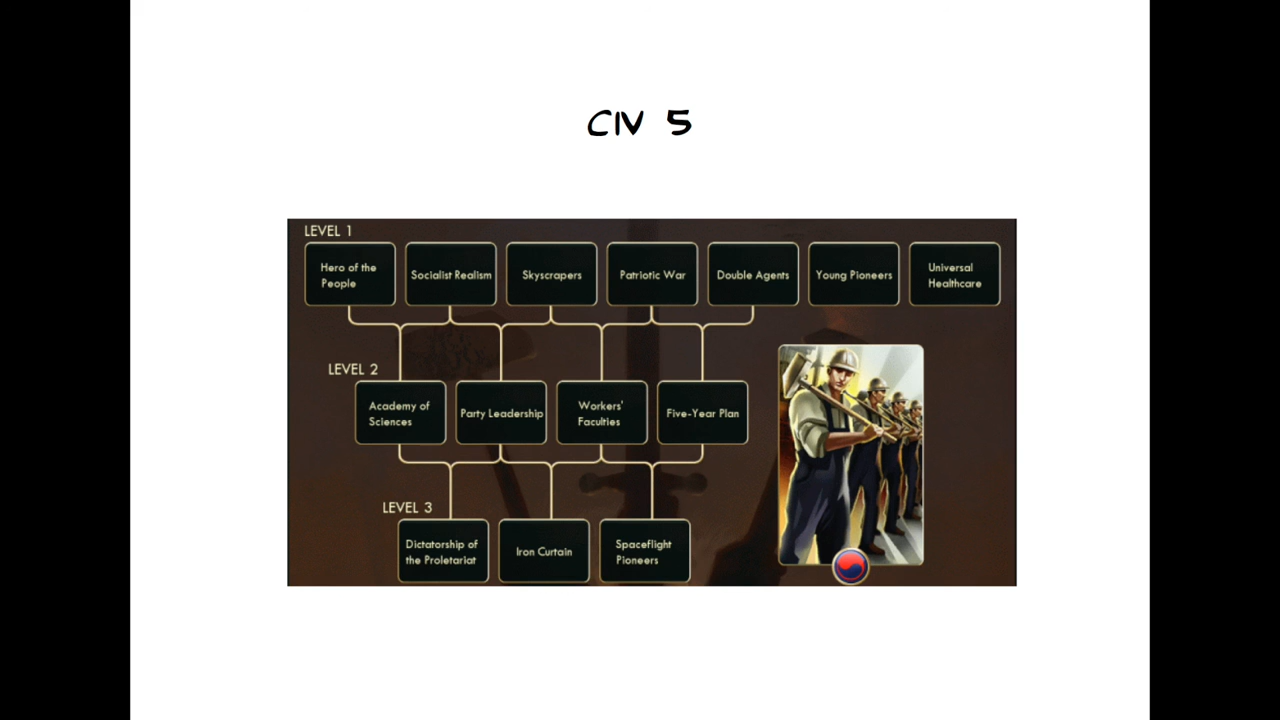 CIV 5
LEVEL 1
Hero of the
People
Socialist Realism
Skyscrapers
Patriotic War
Double Agents
Young Pioneers
Universal
Healthcare
LEVEL 2
Academy of
Sciences
Party Leadership
Workers'
Faculties
Five-Year Plan
LEVEL 3
Dictatorship of
the Proletariat
Iron Curtain
Spaceflight
Pioneers